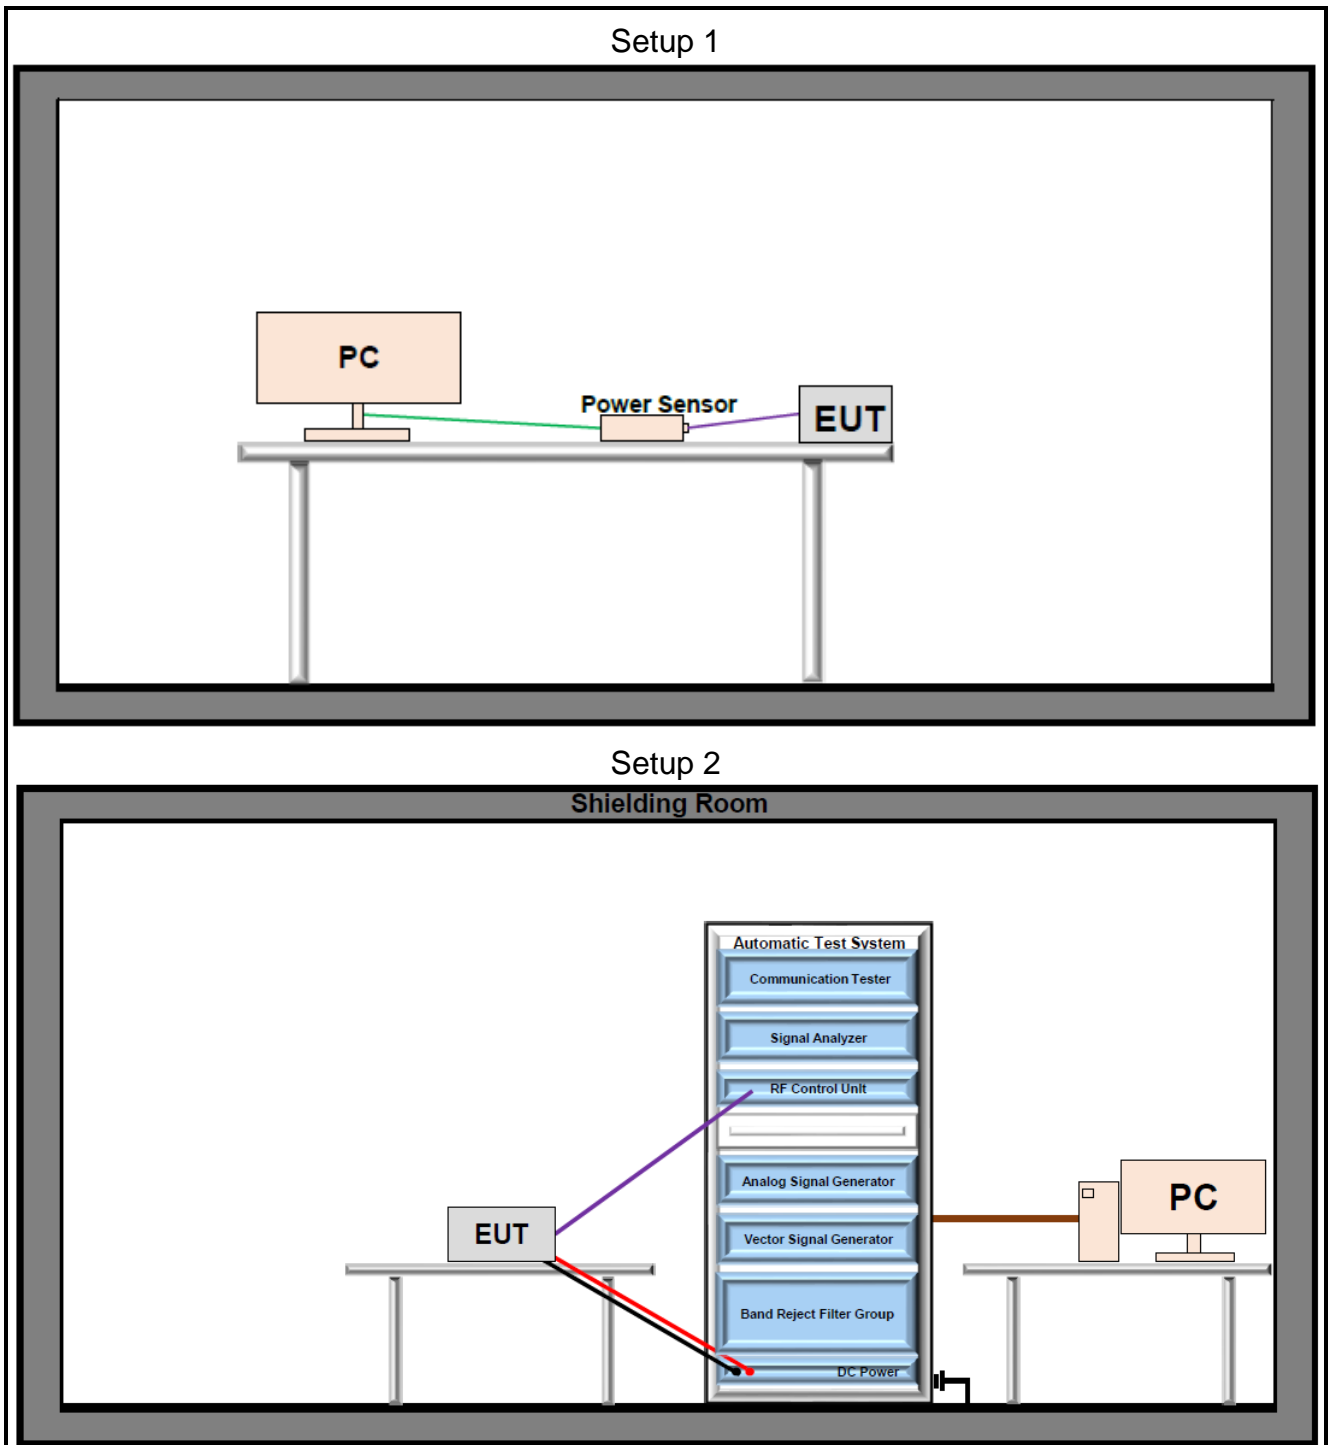 Setup 1
PC
Power Sensor
EUT
Setup 2
Shielding Room
Automatic Test System
Communication Tester
Signal Analyzer
RF Control Unit
Analog Signal Generator
Vector Signal Generator
Band Reject Filter Group
DC Power
EUT
PC